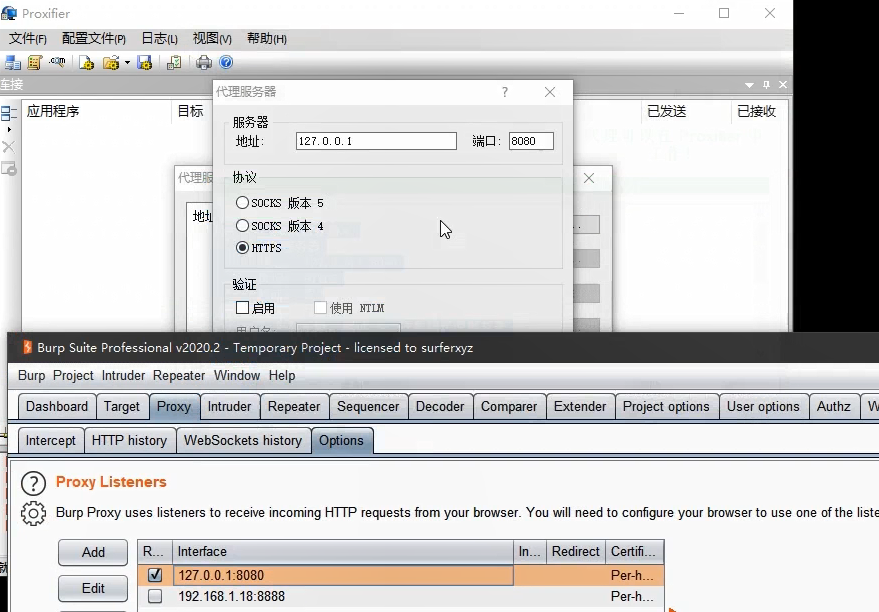 Proxifier
文件(F) 配置文件(P) 日志(L) 视图(V) 帮助(H)
.com
连接
应用程序 目标 已发送 已接收
代理服务器 ?
服务器
地址: 127.0.0.1 端口: 8080
代理服
协议
SOCKS 版本 5
地址
SOCKS 版本 4
HTTPS
验证
启用 使用 NTLM
用户名:
Burp Suite Professional v2020.2 - Temporary Project - licensed to surferxyz
Burp Project Intruder Repeater Window Help
Dashboard Target Proxy Intruder Repeater Sequencer Decoder Comparer Extender Project options User options Authz W
Intercept HTTP history WebSockets history Options
? Proxy Listeners
Burp Proxy uses listeners to receive incoming HTTP requests from your browser. You will need to configure your browser to use one of the liste
Add R... Interface In... Redirect Certifi...
127.0.0.1:8080 Per-h...
Edit 192.168.1.18:8888 Per-h...